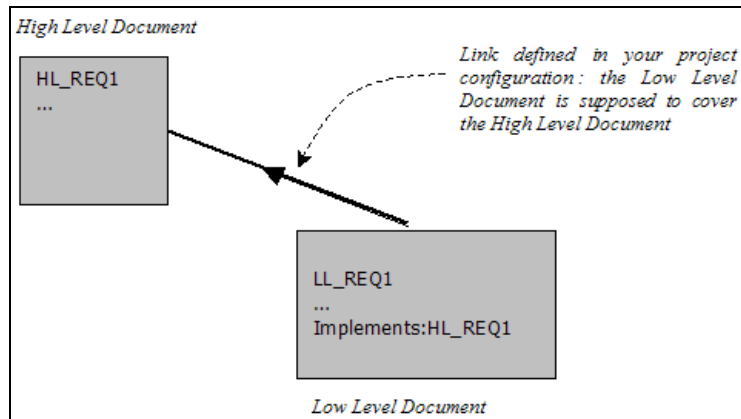 High Level Document
HL_REQ1
...
Link defined in your project
configuration : the Low Level
Document is supposed to cover
the High Level Document
LL_REQ1
...
Implements:HL_REQ1
Low Level Document